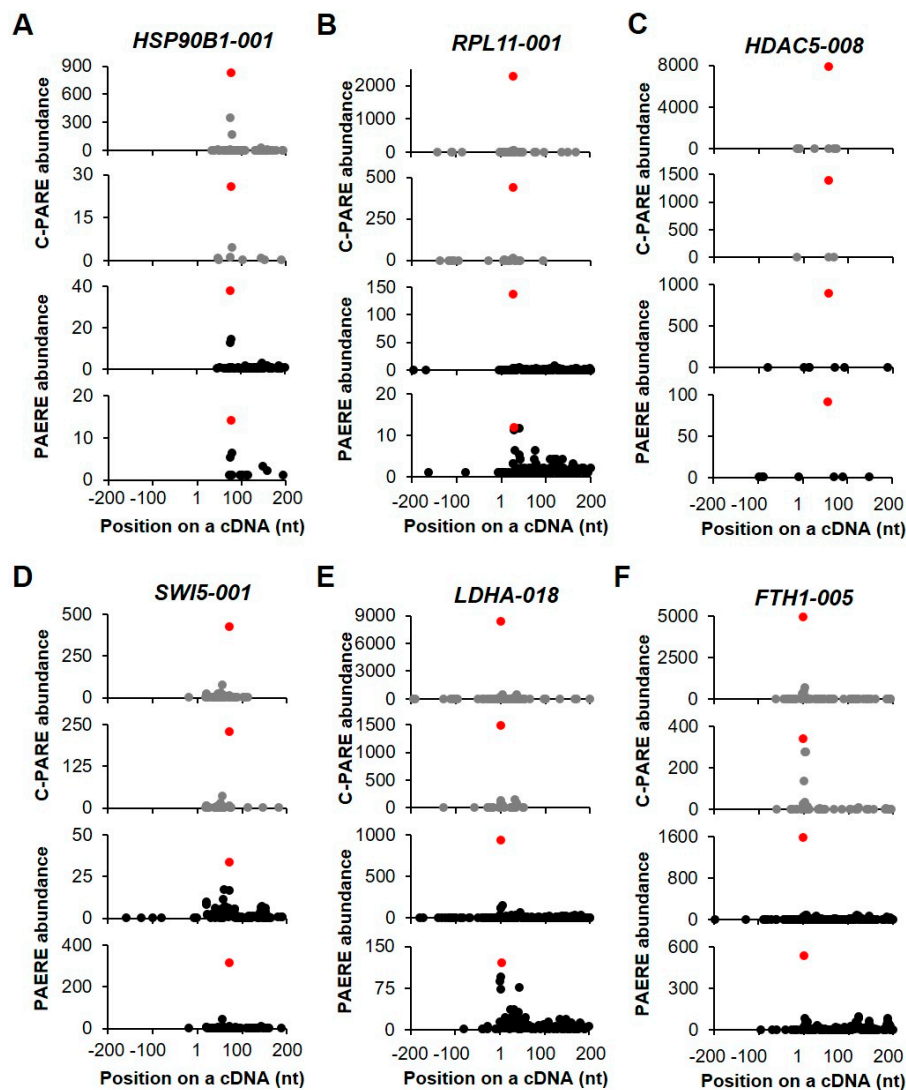 A
HSP90B1-001
900
600
300
0
30
15
0
40
20
0
20
10
0
C-PARE abundance
PAERE abundance
-200 -100 1 100 200
Position on a cDNA (nt)
B
RPL11-001
2000
1000
0
500
250
0
150
100
50
0
20
10
0
C-PARE abundance
PAERE abundance
-200 -100 1 100 200
Position on a cDNA (nt)
C
HDAC5-008
8000
4000
0
1500
1000
500
0
1000
500
0
100
50
0
C-PARE abundance
PAERE abundance
-200 -100 1 100 200
Position on a cDNA (nt)
D
SWI5-001
500
250
0
250
125
0
50
25
0
400
200
0
C-PARE abundance
PAERE abundance
-200 -100 1 100 200
Position on a cDNA (nt)
E
LDHA-018
9000
6000
3000
0
1500
1000
500
0
1000
500
0
150
75
0
C-PARE abundance
PAERE abundance
-200 -100 1 100 200
Position on a cDNA (nt)
F
FTH1-005
5000
2500
0
400
200
0
1600
800
0
600
300
0
C-PARE abundance
PAERE abundance
-200 -100 1 100 200
Position on a cDNA (nt)